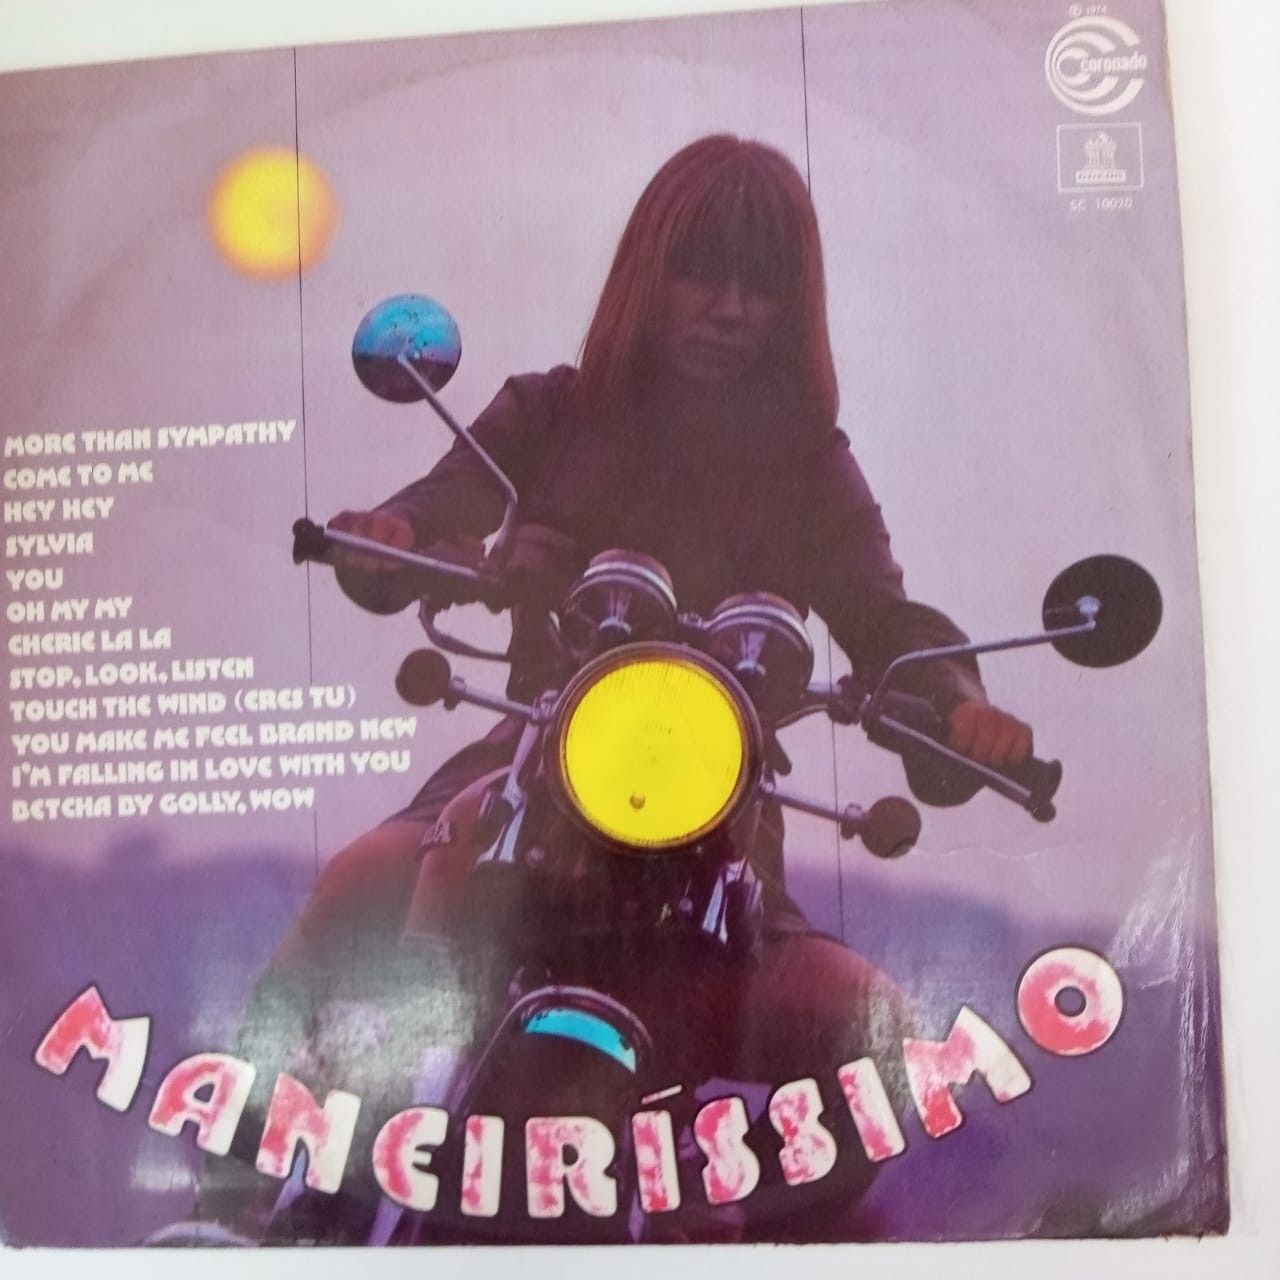 ℗ 1974
coronado
SC 10020
MORE THAN SYMPATHY
COME TO ME
HEY HEY
SYLVIA
YOU
OH MY MY
CHERIE LA LA
STOP, LOOK, LISTEN
TOUCH THE WIND (ERES TU)
YOU MAKE ME FEEL BRAND NEW
I'M FALLING IN LOVE WITH YOU
BETCHA BY GOLLY, WOW
MANEIRÍSSIMO